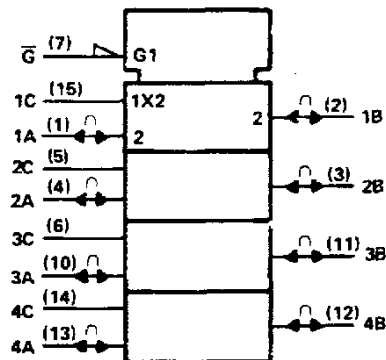 G̅ (7) G1
1C (15) 1X2
1A (1) ∩ 2
2 ∩ (2) 1B
2C (5)
2A (4) ∩
∩ (3) 2B
3C (6)
3A (10) ∩
∩ (11) 3B
4C (14)
4A (13) ∩
∩ (12) 4B